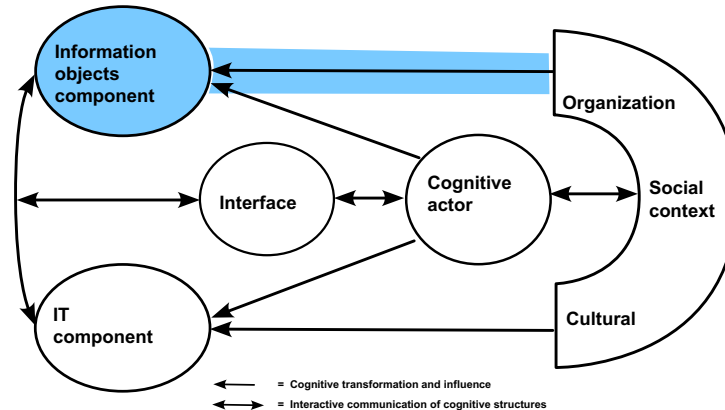 Information
objects
component
Organization
Interface
Cognitive
actor
Social
context
IT
component
Cultural
= Cognitive transformation and influence
= Interactive communication of cognitive structures